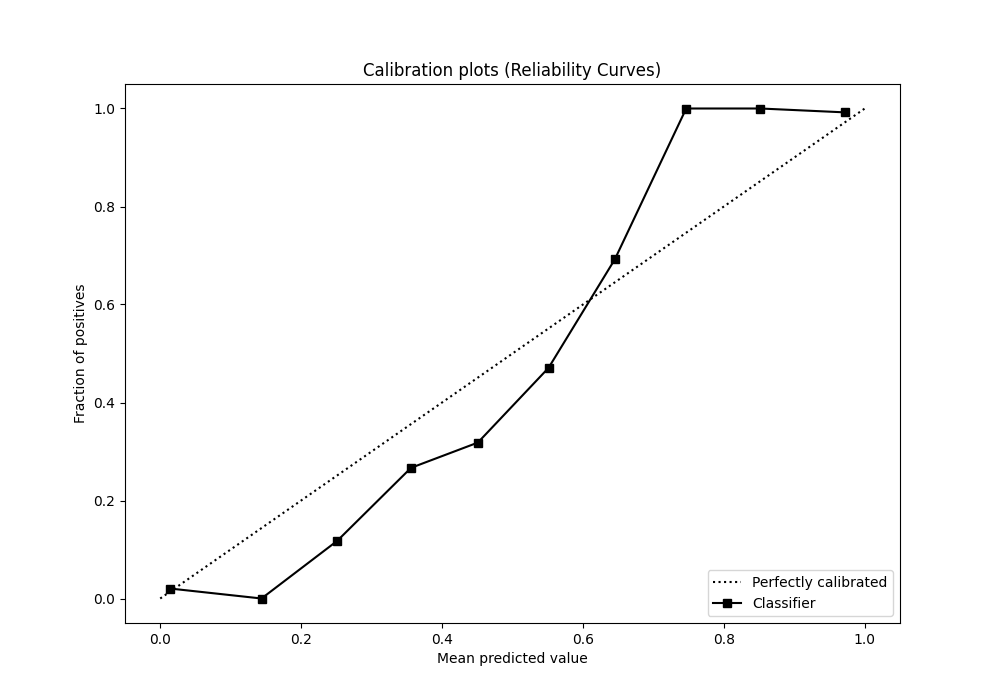 Calibration plots (Reliability Curves)
1.0
0.8
0.6
0.4
0.2
0.0
Fraction of positives
0.0 0.2 0.4 0.6 0.8 1.0
Mean predicted value
Perfectly calibrated
Classifier